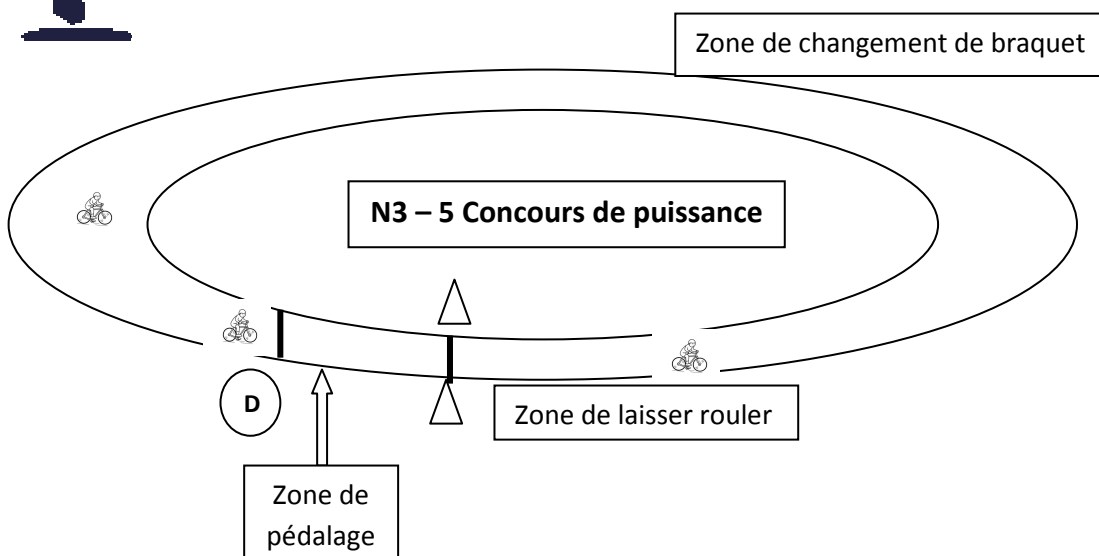 Zone de changement de braquet
N3 – 5 Concours de puissance
D
Zone de laisser rouler
Zone de
pédalage